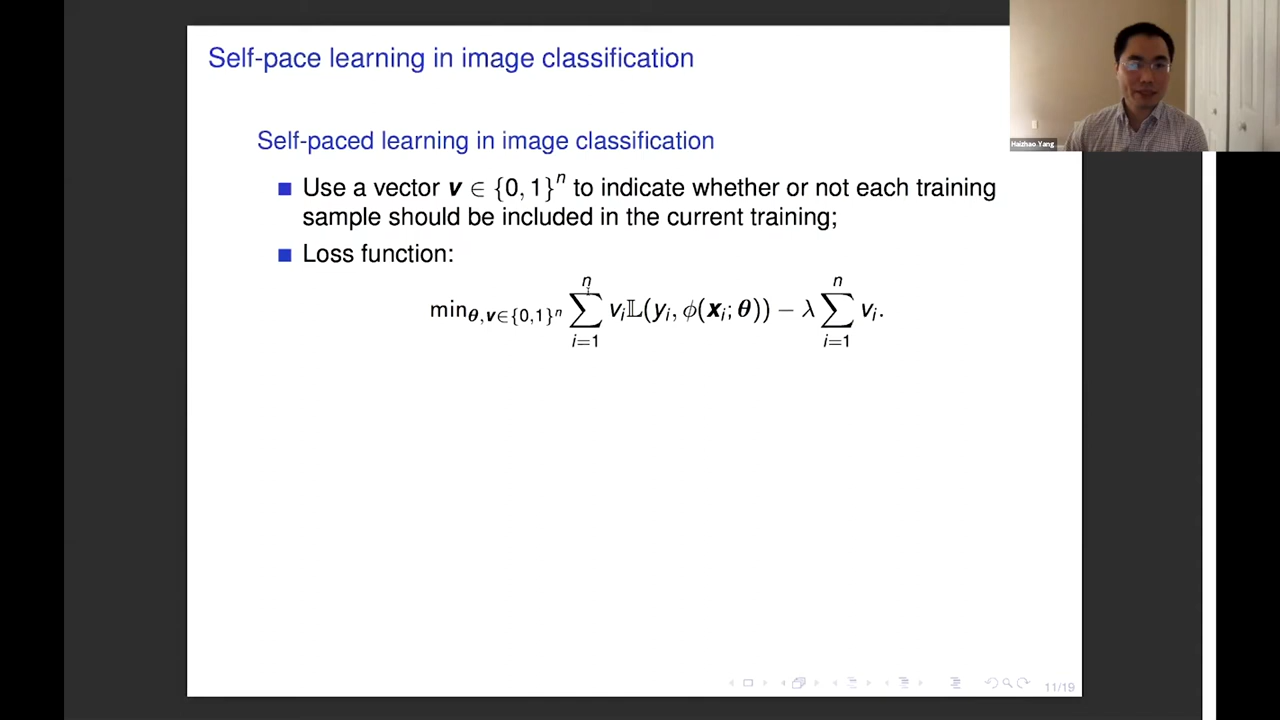 Self-pace learning in image classification
Haizhao Yang
Self-paced learning in image classification
Use a vector v ∈ {0, 1}^n to indicate whether or not each training
sample should be included in the current training;
Loss function:
min_{θ,v∈{0,1}^n} ∑_{i=1}^{n} v_i 𝕃(y_i, ϕ(x_i; θ)) − λ ∑_{i=1}^{n} v_i.
11/19